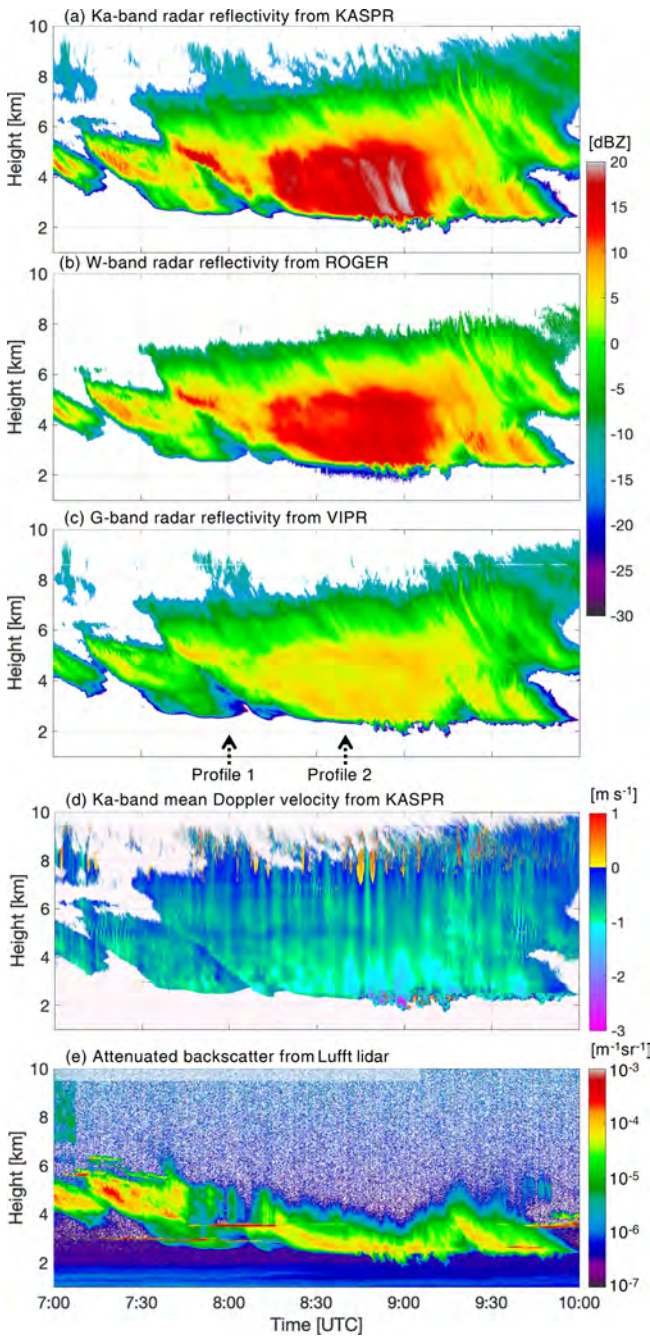 (a) Ka-band radar reflectivity from KASPR
10
8
6
4
2
Height [km]
[dBZ]
20
15
10
5
0
-5
-10
-15
-20
-25
-30
(b) W-band radar reflectivity from ROGER
10
8
6
4
2
Height [km]
(c) G-band radar reflectivity from VIPR
10
8
6
4
2
Height [km]
Profile 1 Profile 2
(d) Ka-band mean Doppler velocity from KASPR
[m s-1]
10
8
6
4
2
Height [km]
1
0
-1
-2
-3
(e) Attenuated backscatter from Lufft lidar
[m-1sr-1]
10
8
6
4
2
Height [km]
10-3
10-4
10-5
10-6
10-7
7:00 7:30 8:00 8:30 9:00 9:30 10:00
Time [UTC]